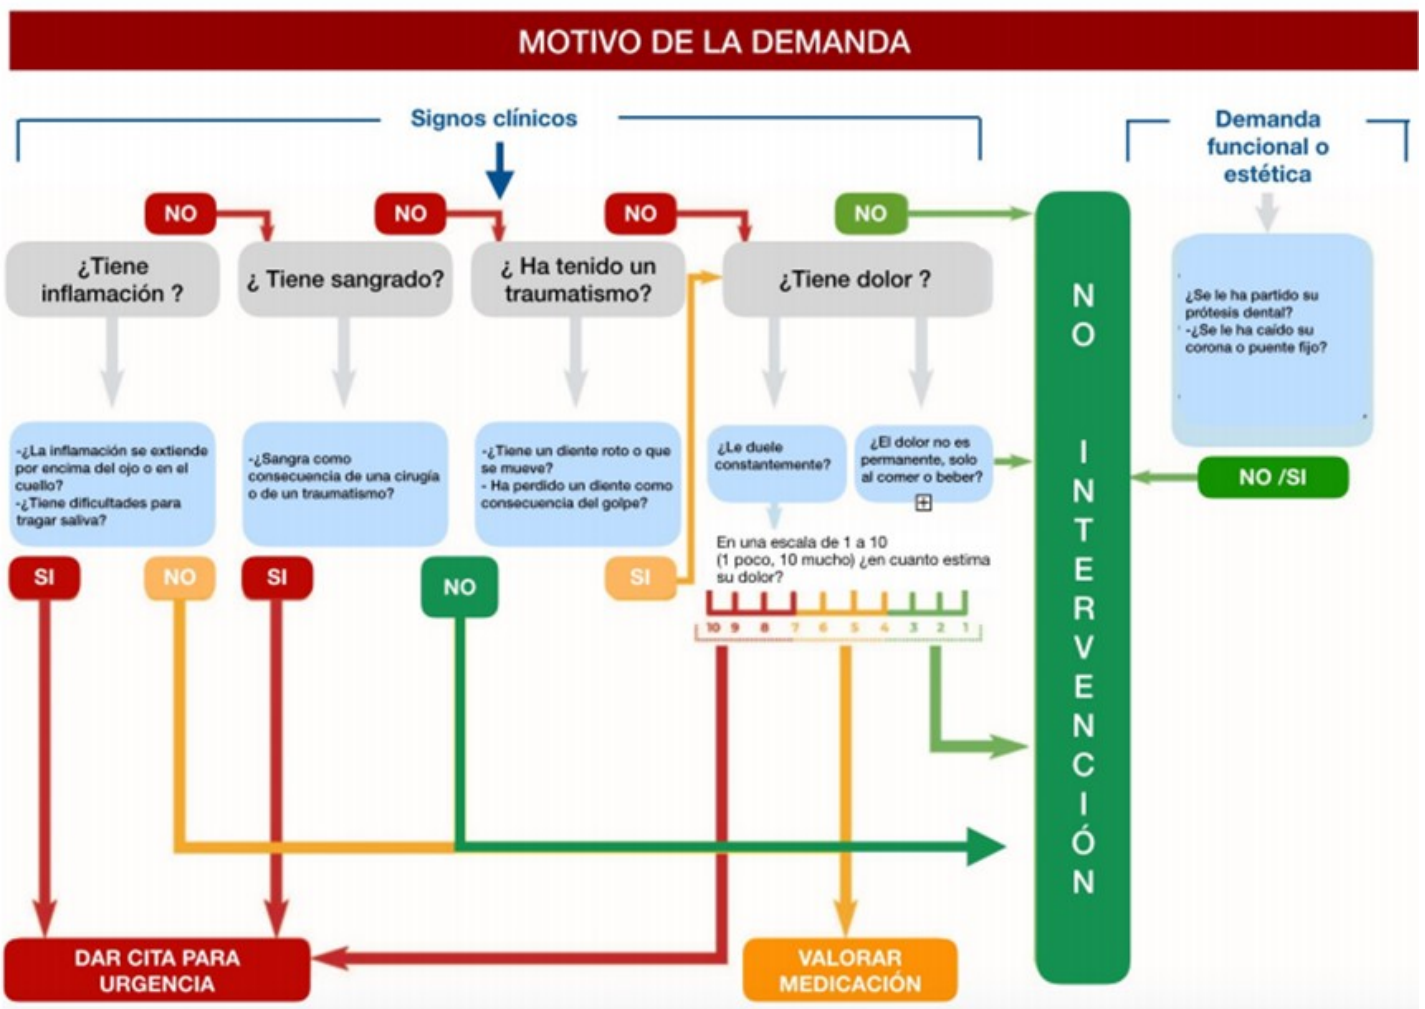 MOTIVO DE LA DEMANDA
Signos clínicos
Demanda
funcional o
estética
NO
NO
NO
NO
¿Tiene
inflamación ?
¿ Tiene sangrado?
¿ Ha tenido un
traumatismo?
¿Tiene dolor ?
-¿La inflamación se extiende
por encima del ojo o en el
cuello?
-¿Tiene dificultades para
tragar saliva?
-¿Sangra como
consecuencia de una cirugía
o de un traumatismo?
-¿Tiene un diente roto o que
se mueve?
- Ha perdido un diente como
consecuencia del golpe?
¿Le duele
constantemente?
¿El dolor no es
permanente, solo
al comer o beber?
¿Se le ha partido su
prótesis dental?
-¿Se le ha caído su
corona o puente fijo?
NO /SI
SI
NO
SI
NO
SI
En una escala de 1 a 10
(1 poco, 10 mucho) ¿en cuanto estima
su dolor?
10 9 8 7 6 5 4 3 2 1
NO INTERVENCIÓN
DAR CITA PARA
URGENCIA
VALORAR
MEDICACIÓN